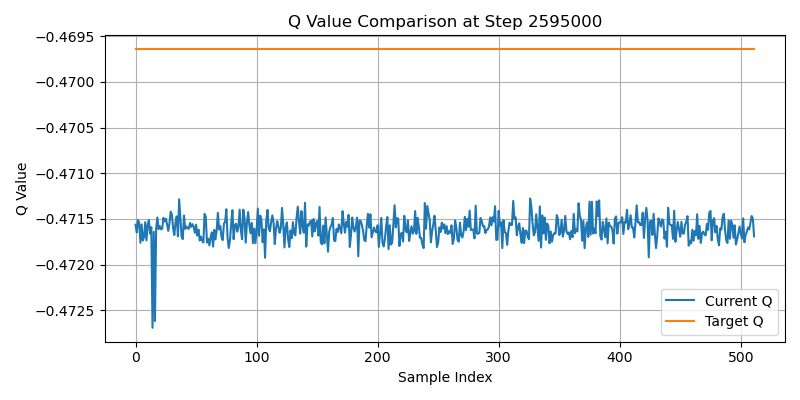 Q Value Comparison at Step 2595000
−0.4695
−0.4700
−0.4705
−0.4710
−0.4715
−0.4720
−0.4725
Q Value
0 100 200 300 400 500
Sample Index
Current Q
Target Q